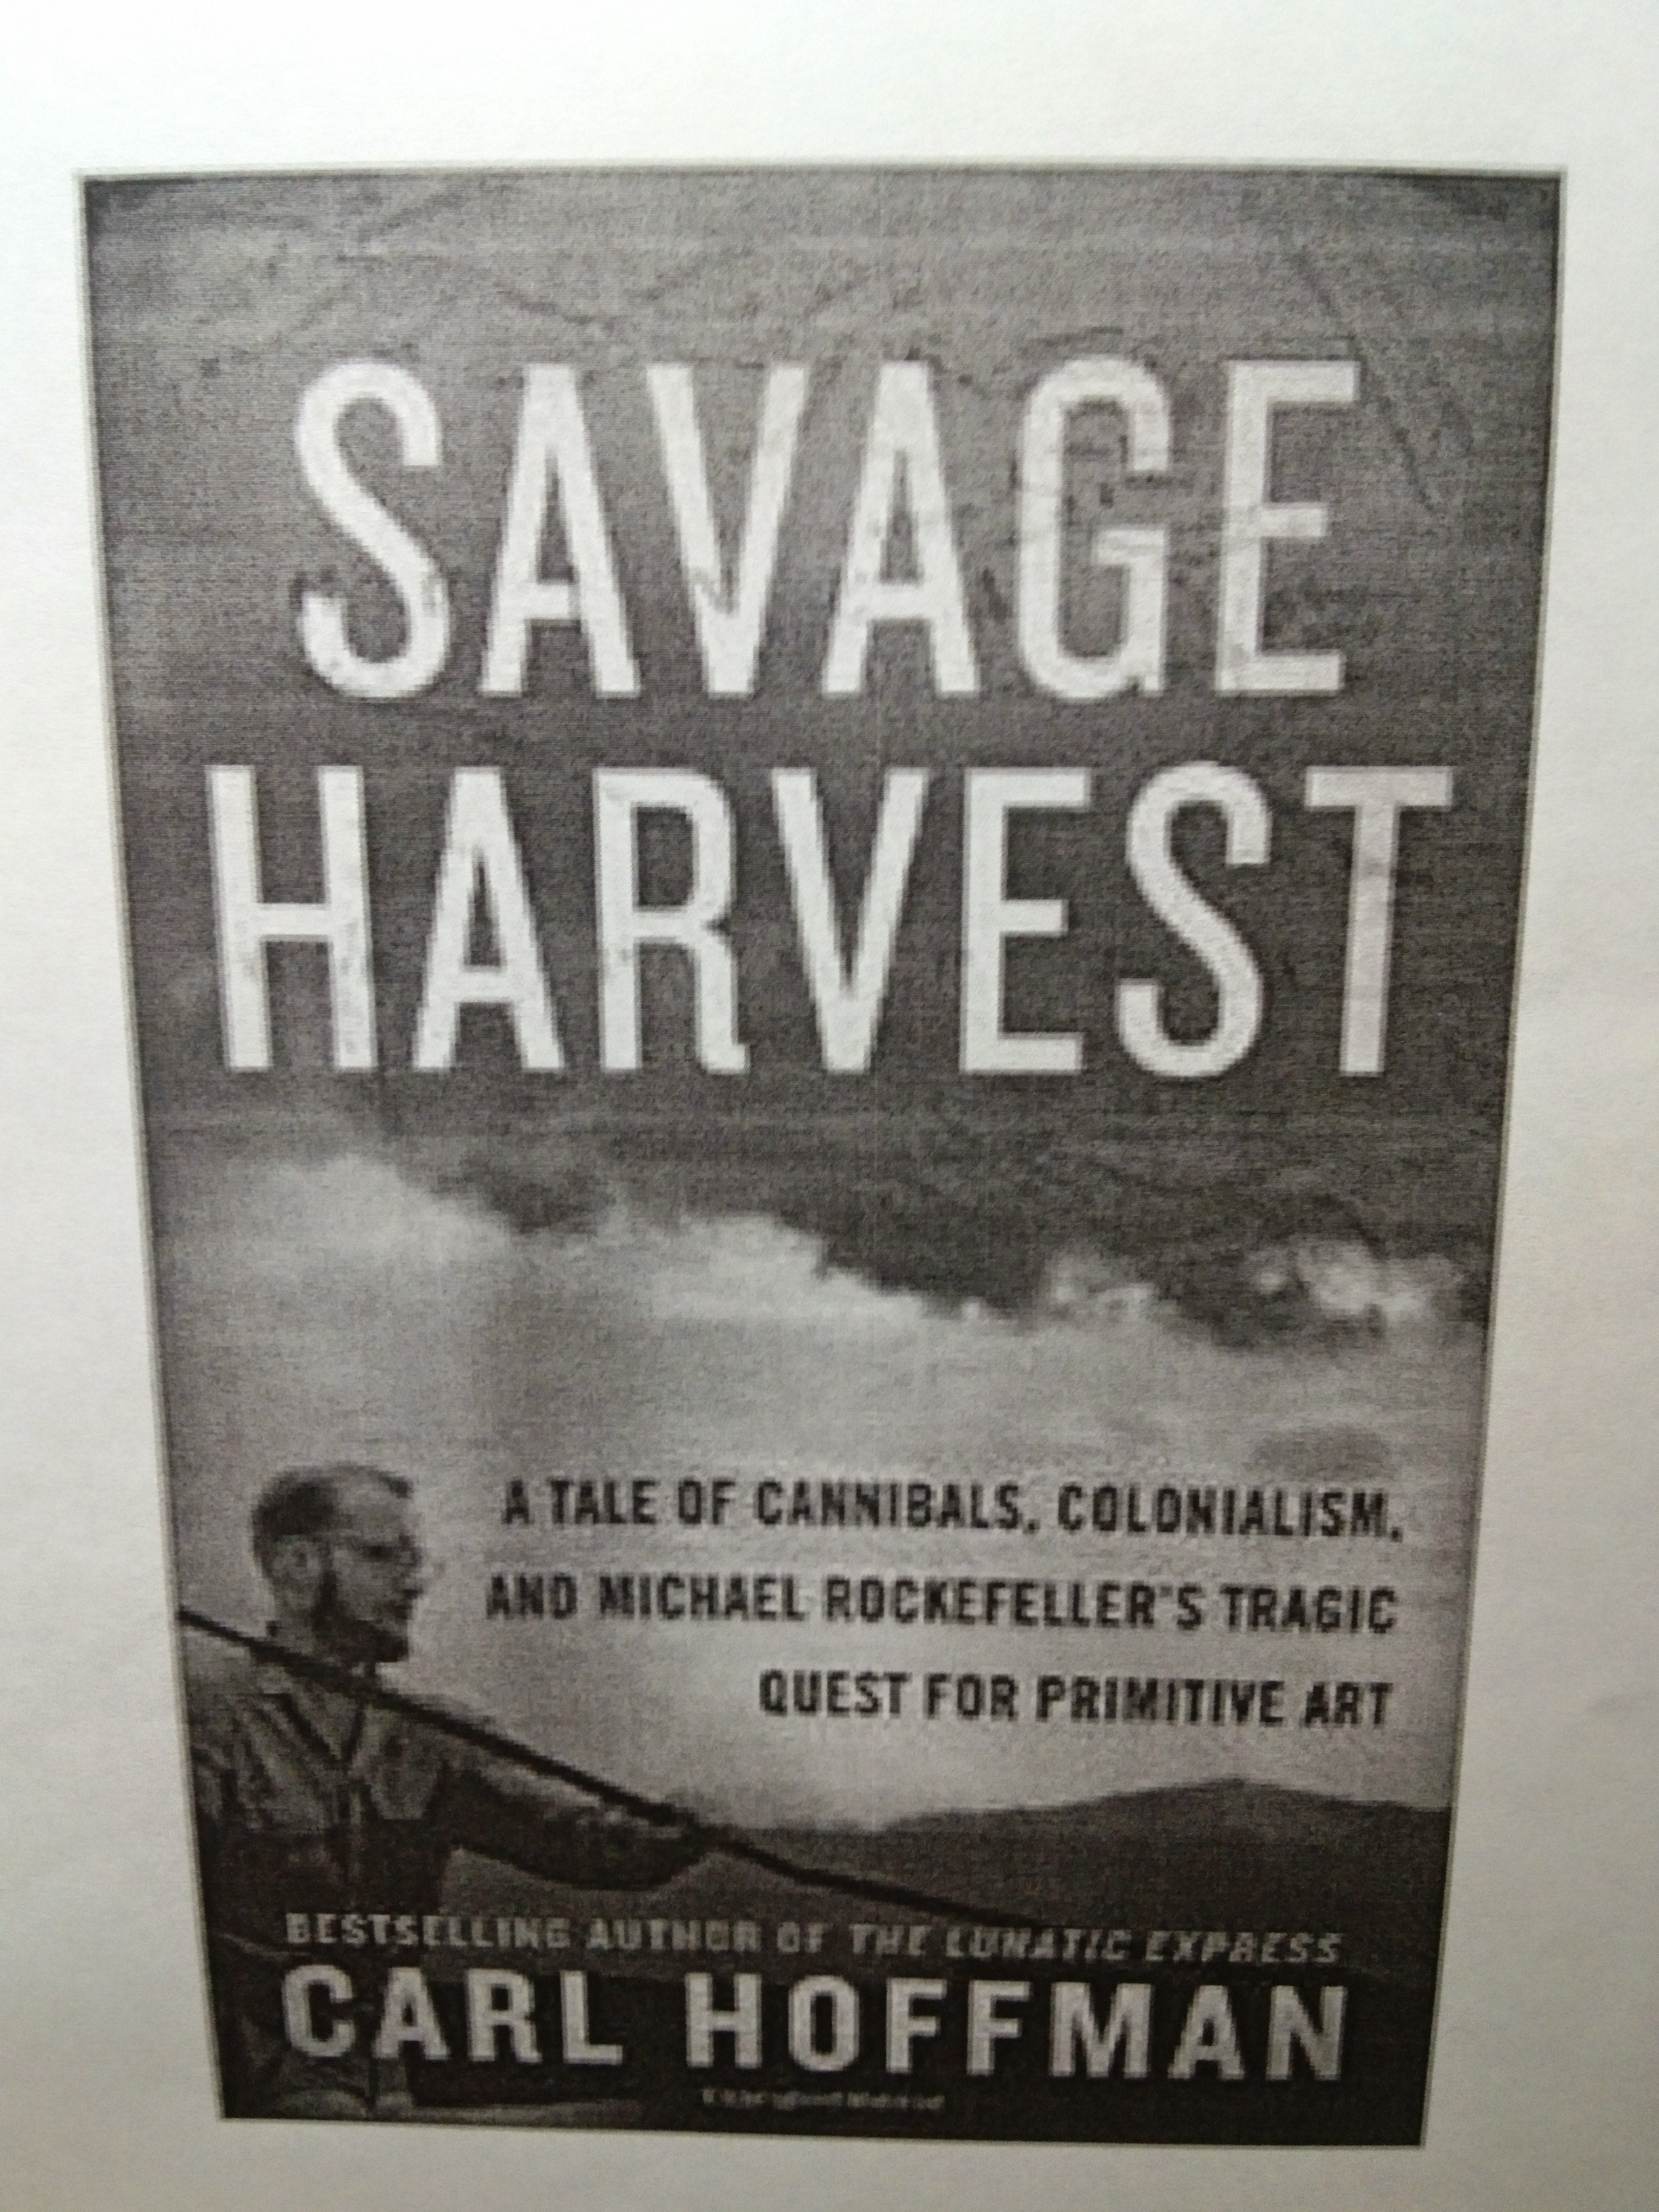 SAVAGE
HARVEST
A TALE OF CANNIBALS, COLONIALISM,
AND MICHAEL ROCKEFELLER'S TRAGIC
QUEST FOR PRIMITIVE ART
BESTSELLING AUTHOR OF THE LUNATIC EXPRESS
CARL HOFFMAN